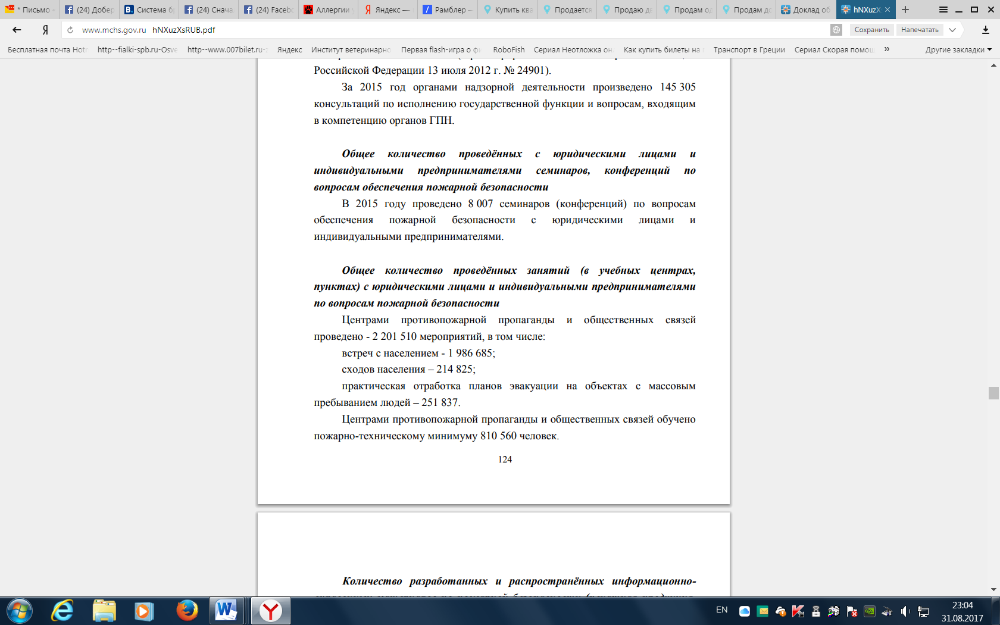 * Письмо
(24) Добер
Система б
(24) Снача
(24) Facebo
Аллергии у
Яндекс —
Рамблер –
Купить ква
Продается
Продаю дв
Продам од
Продам до
Доклад об
hNXuzXs
www.mchs.gov.ru hNXuzXsRUB.pdf
Сохранить
Напечатать
Бесплатная почта Hotm
http--fialki-spb.ru-Osve
http--www.007bilet.ru-
Яндекс
Институт ветеринарно
Первая flash-игра о фи
RoboFish
Сериал Неотложка он
Как купить билеты на
Транспорт в Греции
Сериал Скорая помощ
»
Другие закладки
Российской Федерации 13 июля 2012 г. № 24901).
За 2015 год органами надзорной деятельности произведено 145 305
консультаций по исполнению государственной функции и вопросам, входящим
в компетенцию органов ГПН.
Общее количество проведённых с юридическими лицами и
индивидуальными предпринимателями семинаров, конференций по
вопросам обеспечения пожарной безопасности
В 2015 году проведено 8 007 семинаров (конференций) по вопросам
обеспечения пожарной безопасности с юридическими лицами и
индивидуальными предпринимателями.
Общее количество проведённых занятий (в учебных центрах,
пунктах) с юридическими лицами и индивидуальными предпринимателями
по вопросам пожарной безопасности
Центрами противопожарной пропаганды и общественных связей
проведено - 2 201 510 мероприятий, в том числе:
встреч с населением - 1 986 685;
сходов населения – 214 825;
практическая отработка планов эвакуации на объектах с массовым
пребыванием людей – 251 837.
Центрами противопожарной пропаганды и общественных связей обучено
пожарно-техническому минимуму 810 560 человек.
124
Количество разработанных и распространённых информационно-
EN
23:04
31.08.2017